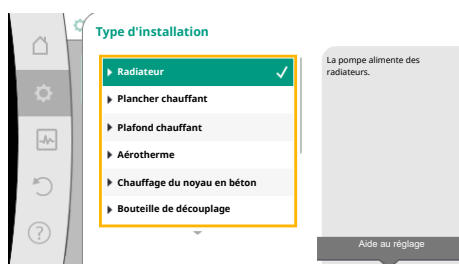 Type d'installation
Radiateur
Plancher chauffant
Plafond chauffant
Aérotherme
Chauffage du noyau en béton
Bouteille de découplage
La pompe alimente des
radiateurs.
Aide au réglage